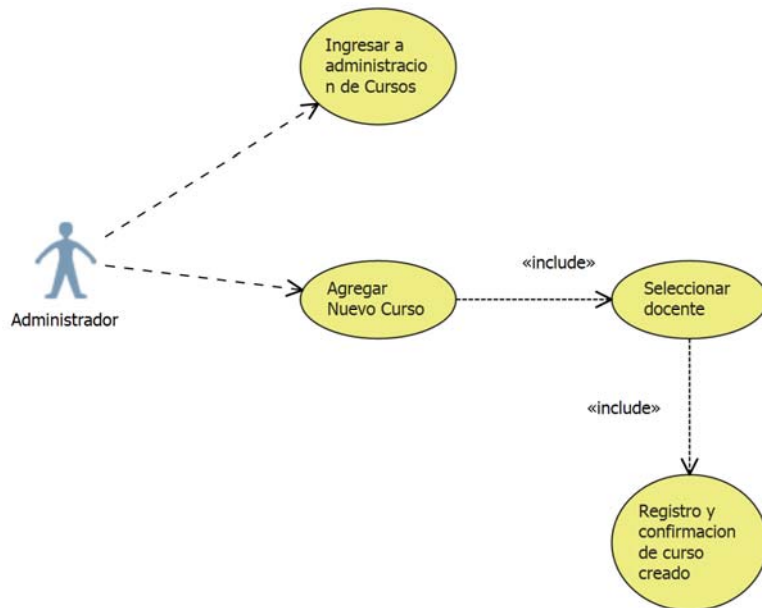 Ingresar a
administracio
n de Cursos
Administrador
Agregar
Nuevo Curso
«include»
Seleccionar
docente
«include»
Registro y
confirmacion
de curso
creado